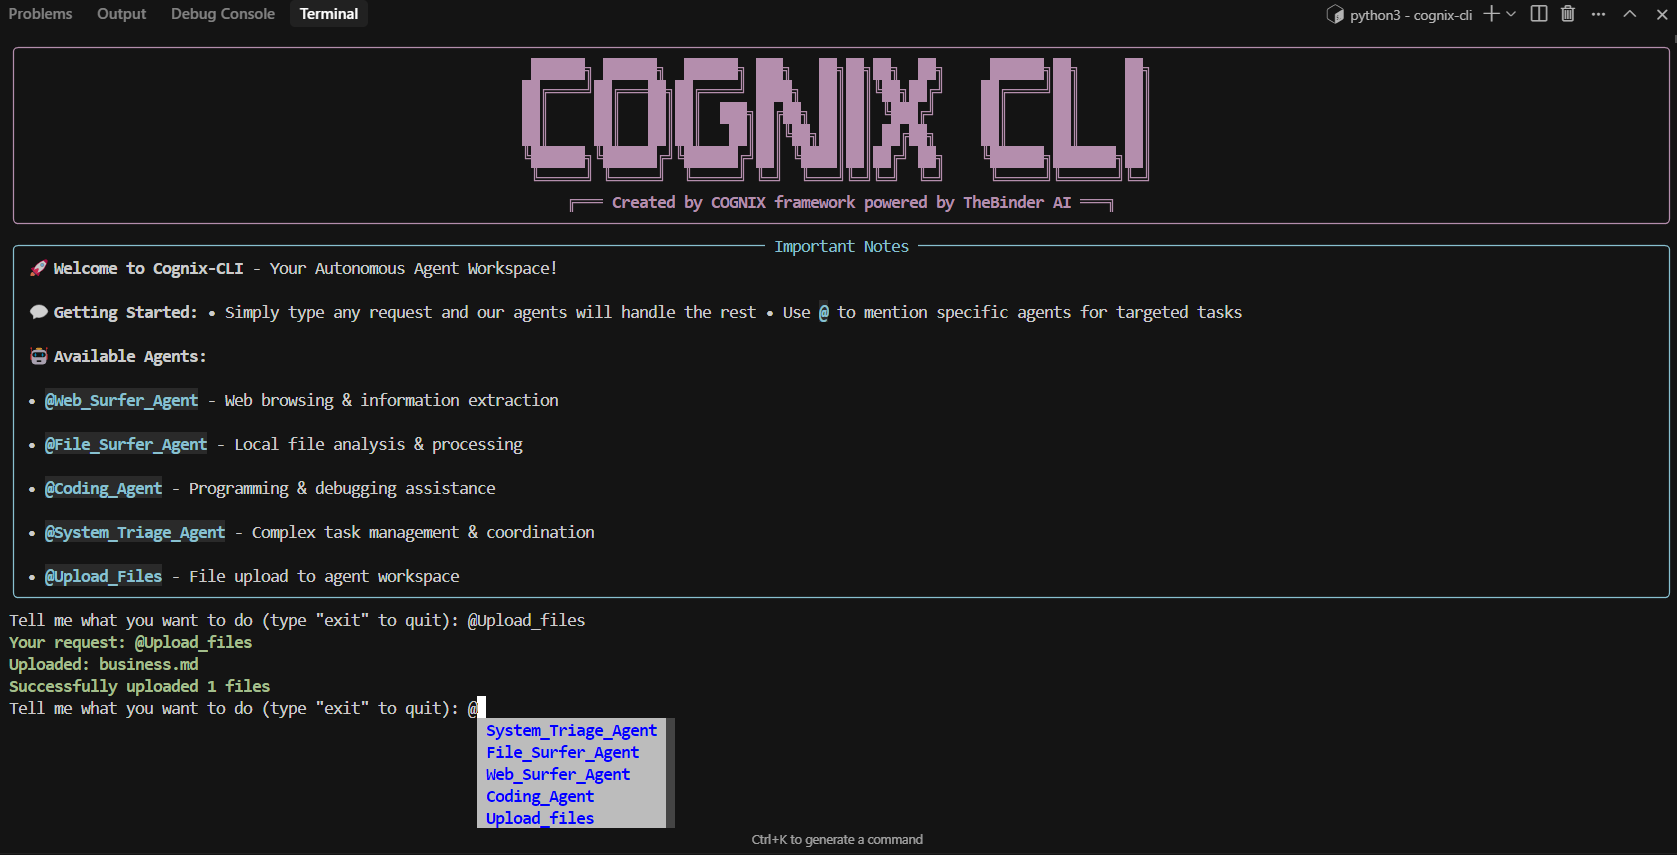 Problems Output Debug Console Terminal python3 - cognix-cli
COGNIX CLI
Created by COGNIX framework powered by TheBinder AI
Important Notes
🚀 Welcome to Cognix-CLI - Your Autonomous Agent Workspace!
💬 Getting Started: • Simply type any request and our agents will handle the rest • Use @ to mention specific agents for targeted tasks
🤖 Available Agents:
• @Web_Surfer_Agent - Web browsing & information extraction
• @File_Surfer_Agent - Local file analysis & processing
• @Coding_Agent - Programming & debugging assistance
• @System_Triage_Agent - Complex task management & coordination
• @Upload_Files - File upload to agent workspace
Tell me what you want to do (type "exit" to quit): @Upload_files
Your request: @Upload_files
Uploaded: business.md
Successfully uploaded 1 files
Tell me what you want to do (type "exit" to quit): @
System_Triage_Agent
File_Surfer_Agent
Web_Surfer_Agent
Coding_Agent
Upload_files
Ctrl+K to generate a command